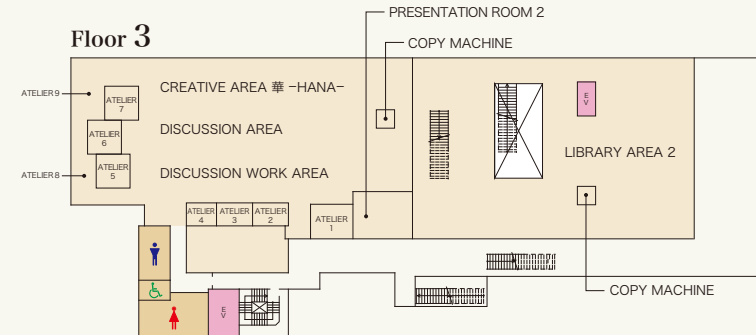 PRESENTATION ROOM 2
Floor 3
COPY MACHINE
ATELIER 9
CREATIVE AREA 華 -HANA-
ATELIER
7
EV
DISCUSSION AREA
ATELIER
6
LIBRARY AREA 2
ATELIER 8
ATELIER
5
DISCUSSION WORK AREA
ATELIER
4
ATELIER
3
ATELIER
2
ATELIER
1
COPY MACHINE
EV